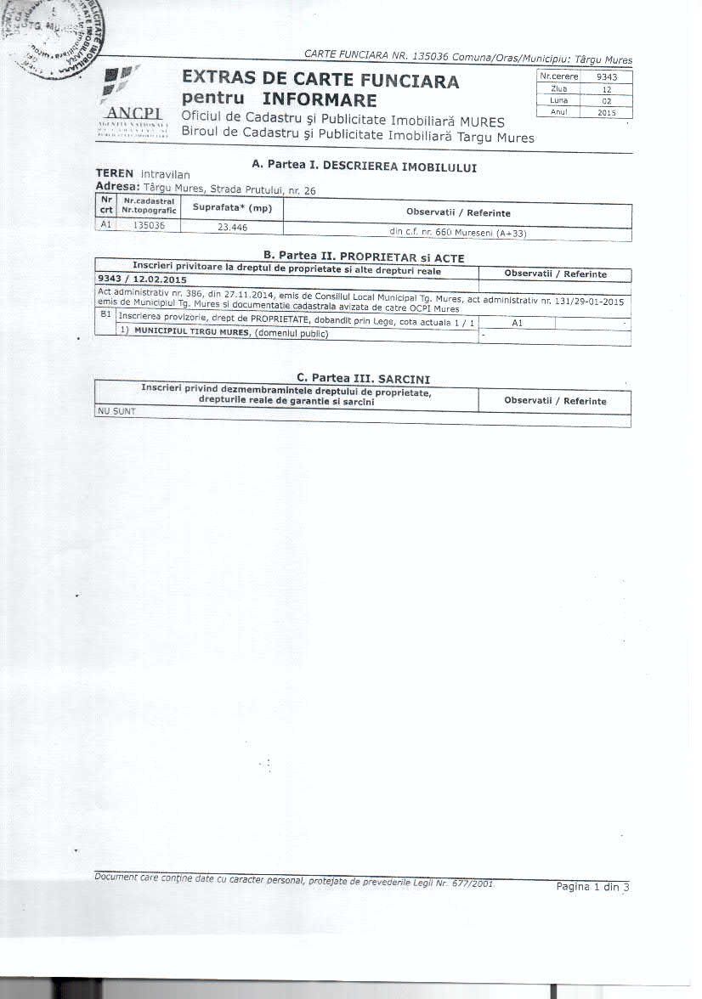 PUBLICITATE IMOBILIARA
TG. MUREȘ
CARTE FUNCIARA NR. 135036 Comuna/Oras/Municipiu: Târgu Mures
ANCPI
EXTRAS DE CARTE FUNCIARA
pentru INFORMARE
Oficiul de Cadastru şi Publicitate Imobiliară MURES
Biroul de Cadastru şi Publicitate Imobiliară Targu Mures
Nr.cerere 9343
Ziua 12
Luna 02
Anul 2015
A. Partea I. DESCRIEREA IMOBILULUI
TEREN Intravilan
Adresa: Târgu Mures, Strada Prutului, nr. 26
Nr crt Nr.cadastral Nr.topografic Suprafata* (mp) Observatii / Referinte
A1 135036 23.446 din c.f. nr. 660 Mureseni (A+33)
B. Partea II. PROPRIETAR si ACTE
Inscrieri privitoare la dreptul de proprietate si alte drepturi reale Observatii / Referinte
9343 / 12.02.2015
Act administrativ nr. 386, din 27.11.2014, emis de Consiliul Local Municipal Tg. Mures, act administrativ nr. 131/29-01-2015
emis de Municipiul Tg. Mures si documentatie cadastrala avizata de catre OCPI Mures
B1 Inscrierea provizorie, drept de PROPRIETATE, dobandit prin Lege, cota actuala 1 / 1 A1 -
1) MUNICIPIUL TIRGU MURES, (domeniul public) -
C. Partea III. SARCINI
Inscrieri privind dezmembramintele dreptului de proprietate,
drepturile reale de garantie si sarcini Observatii / Referinte
NU SUNT
Document care conţine date cu caracter personal, protejate de prevederile Legii Nr. 677/2001.
Pagina 1 din 3